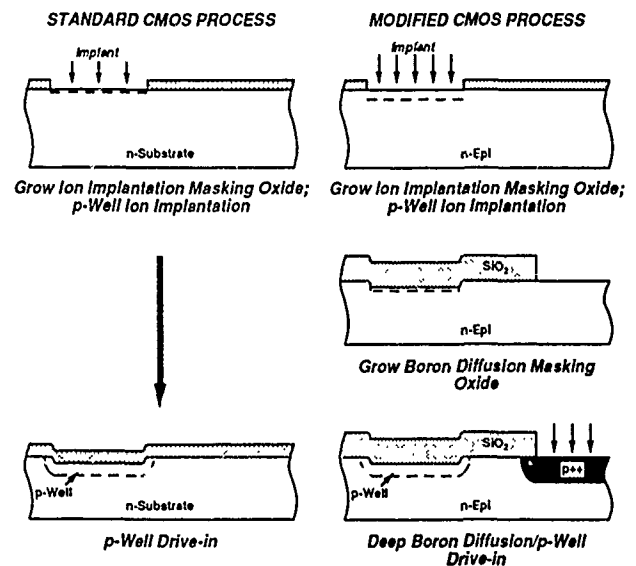 STANDARD CMOS PROCESS
Implant
n-Substrate
Grow Ion Implantation Masking Oxide;
p-Well Ion Implantation
p-Well
n-Substrate
p-Well Drive-in
MODIFIED CMOS PROCESS
Implant
n-Epi
Grow Ion Implantation Masking Oxide;
p-Well Ion Implantation
SiO₂
n-Epi
Grow Boron Diffusion Masking
Oxide
SiO₂
p++
p-Well
n-Epi
Deep Boron Diffusion/p-Well
Drive-in